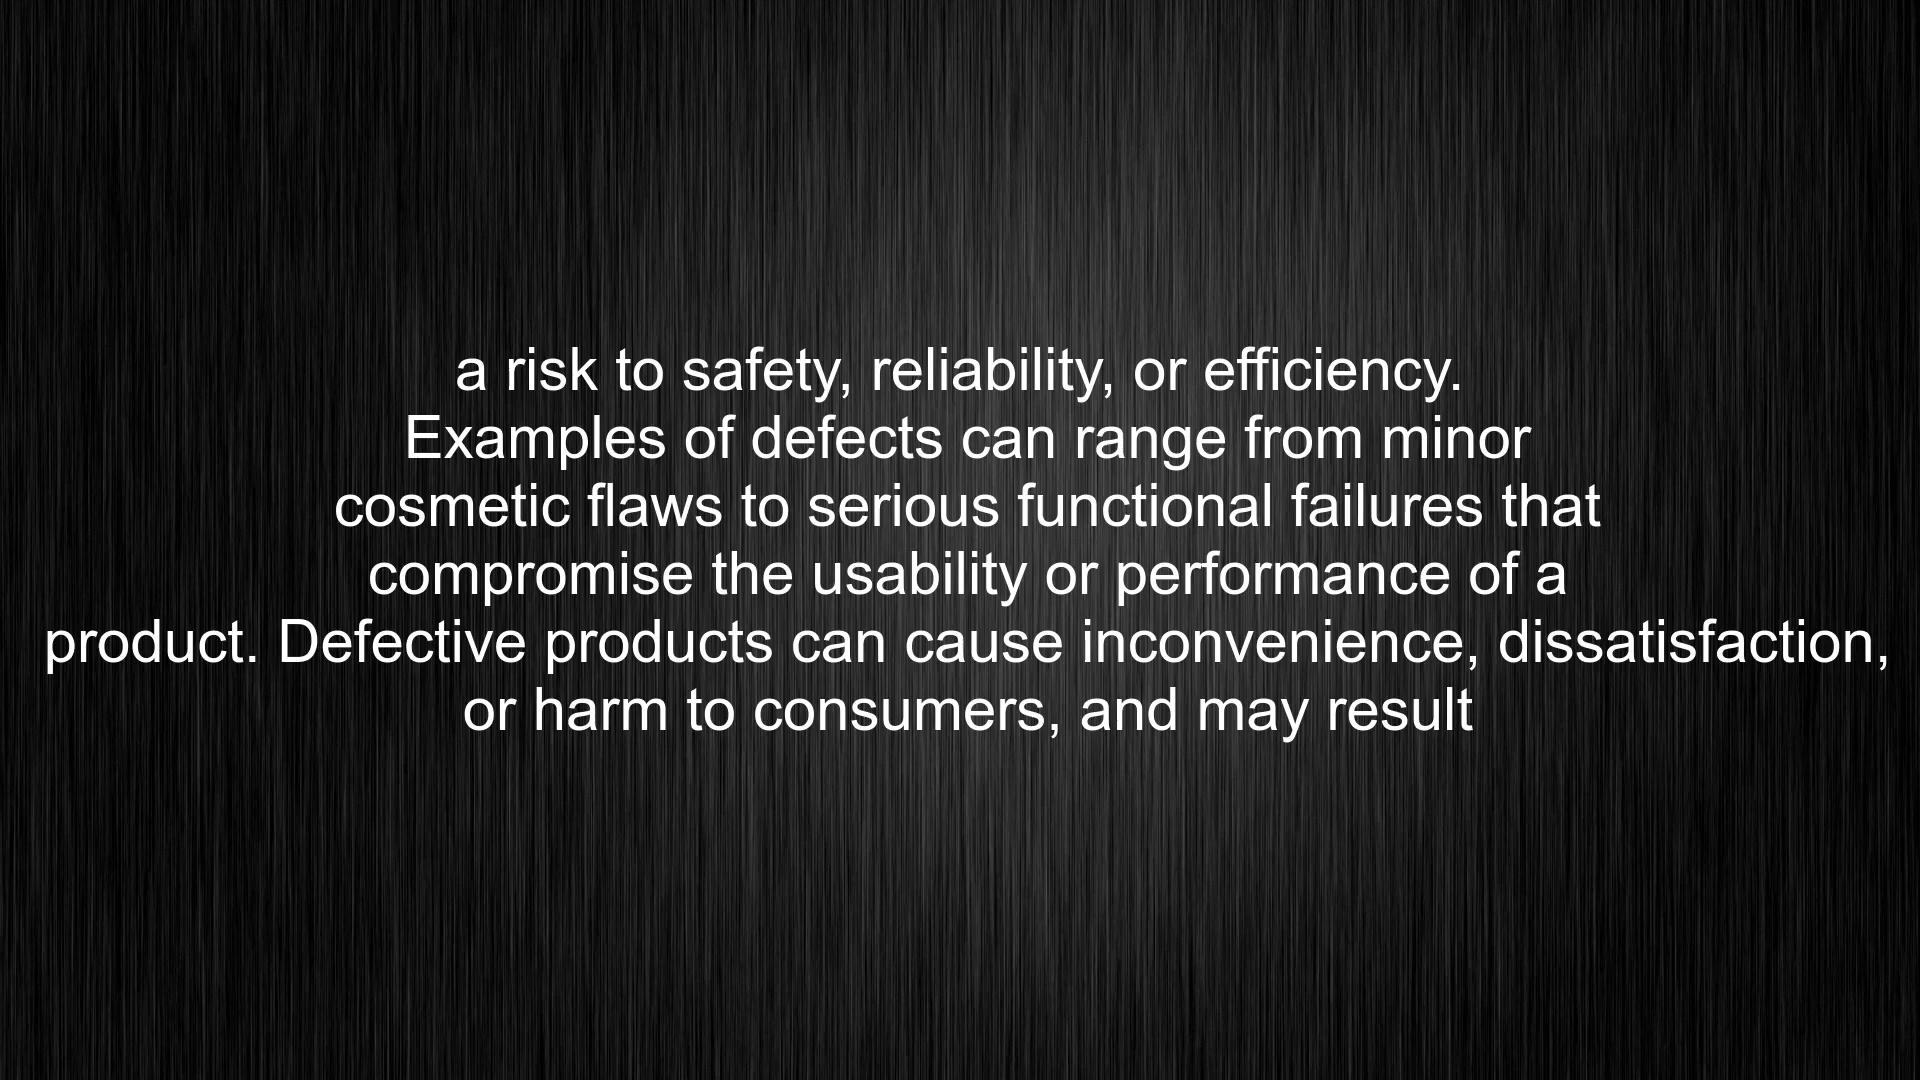 a risk to safety, reliability, or efficiency.
Examples of defects can range from minor
cosmetic flaws to serious functional failures that
compromise the usability or performance of a
product. Defective products can cause inconvenience, dissatisfaction,
or harm to consumers, and may result